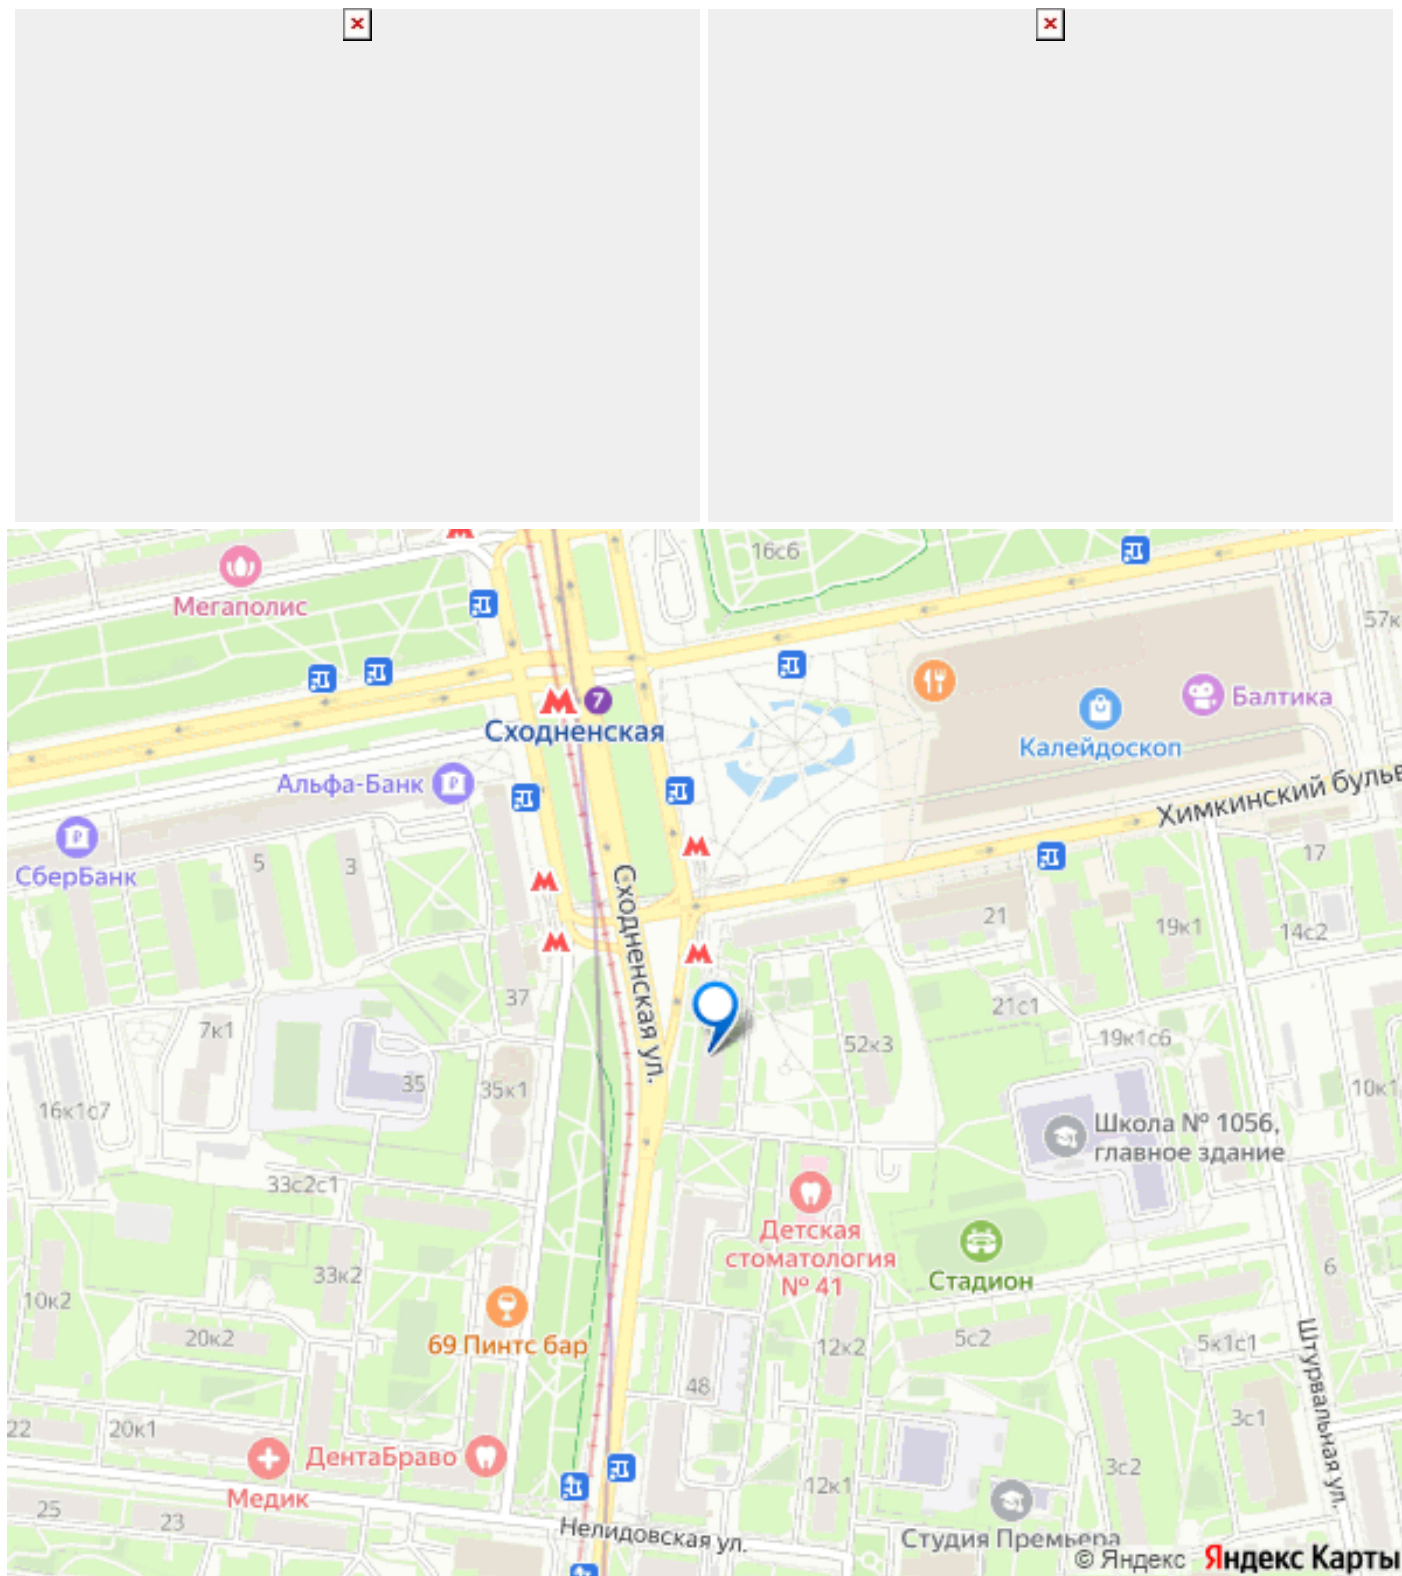 16с6
Мегаполис
57к
7
Сходненская
Балтика
Калейдоскоп
Альфа-Банк
Химкинский бульв
СберБанк
5
3
17
Сходненская ул.
21
19к1
14с2
37
21с1
7к1
52к3
19к1с6
35
35к1
10к1
16к1с7
Школа № 1056,
главное здание
33с2с1
Детская
стоматология
№ 41
Стадион
33к2
6
10к2
20к2
69 Пинтс бар
12к2
5с2
5к1с1
Штурвальная ул.
48
22
20к1
3с1
ДентаБраво
3с2
Медик
12к1
25
23
Нелидовская ул.
Студия Премьера
© Яндекс Яндекс Карты